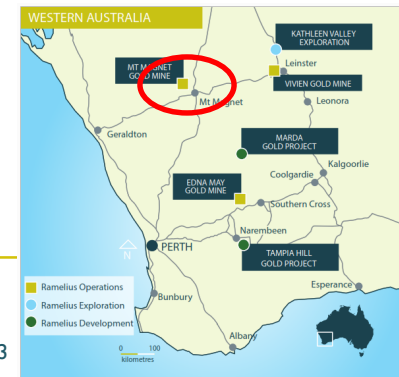 WESTERN AUSTRALIA
KATHLEEN VALLEY
EXPLORATION
MT MAGNET
GOLD MINE
Leinster
VIVIEN GOLD MINE
Mt Magnet
Leonora
Geraldton
MARDA
GOLD PROJECT
Kalgoorlie
Coolgardie
EDNA MAY
GOLD MINE
Southern Cross
Narembeen
N
PERTH
TAMPIA HILL
GOLD PROJECT
Ramelius Operations
Esperance
Ramelius Exploration
Bunbury
Ramelius Development
Albany
0 100
kilometres
3